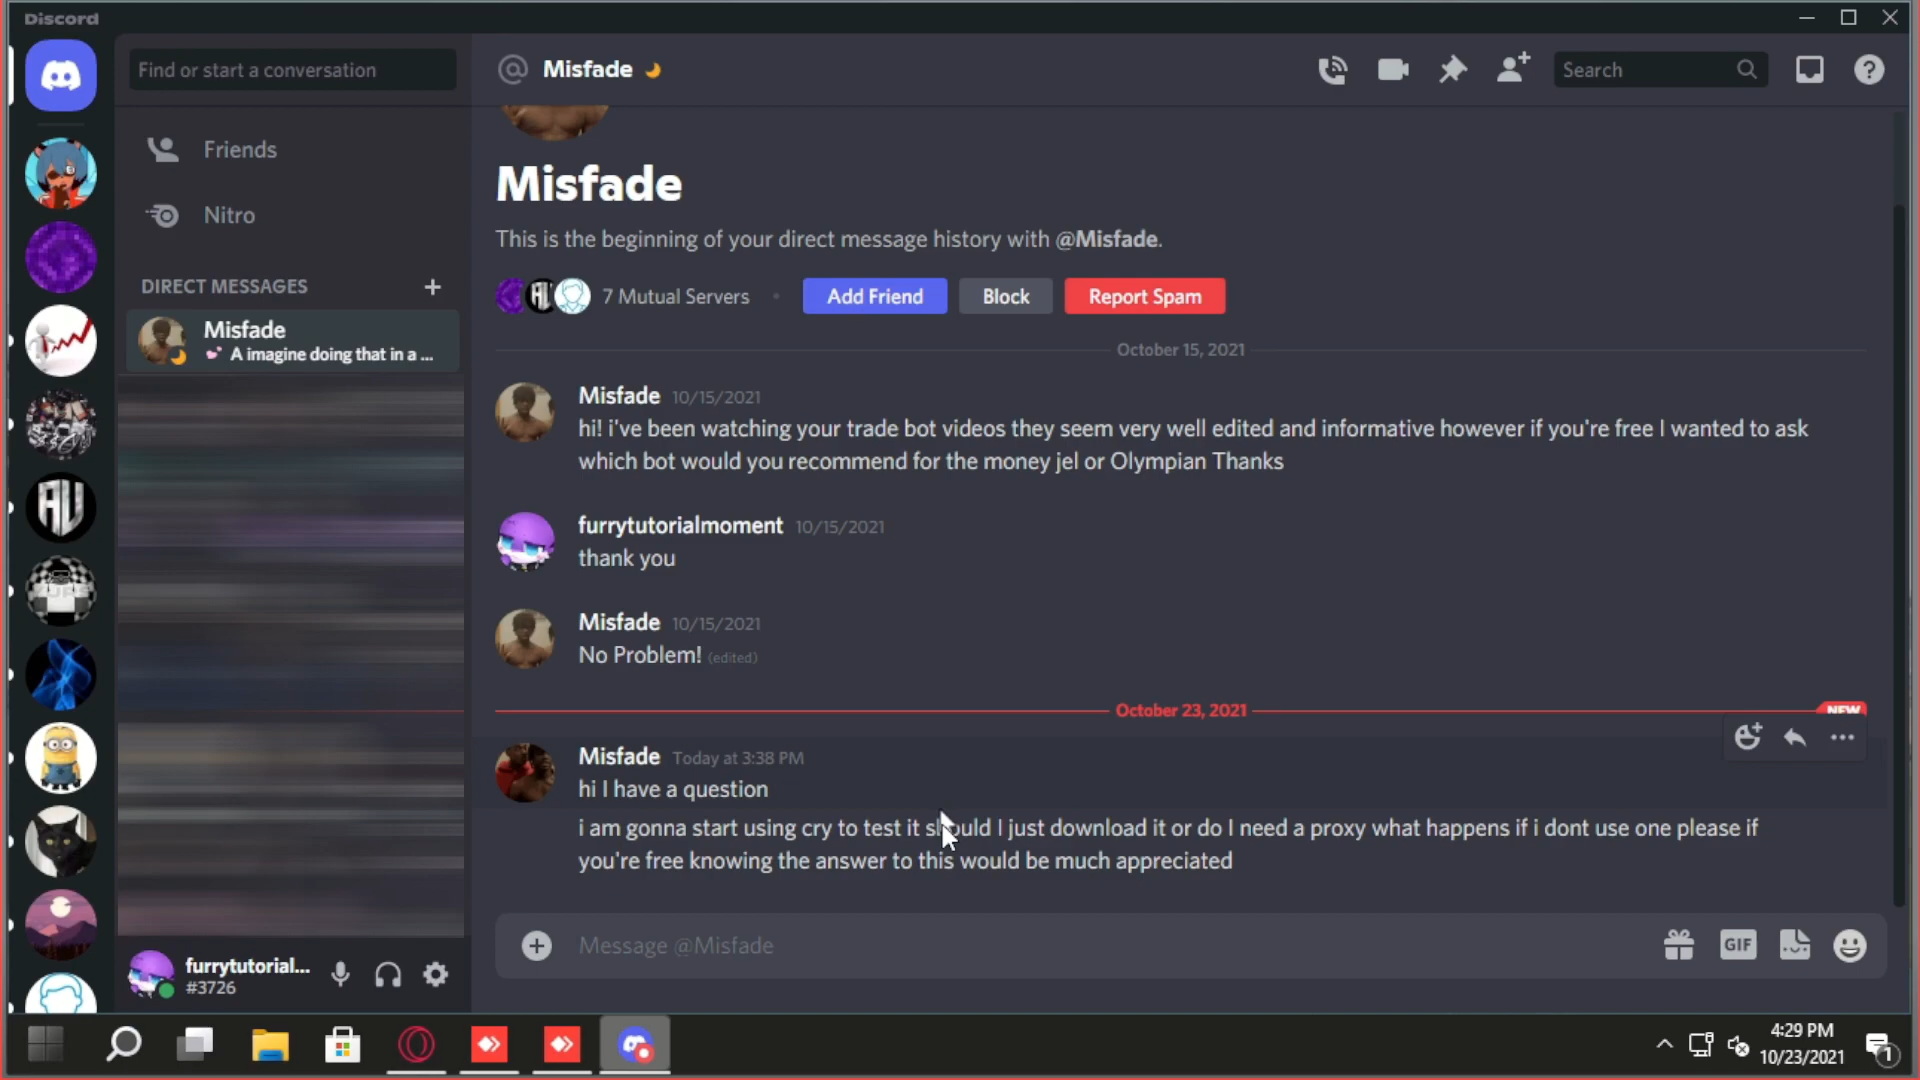 Discord
Find or start a conversation
Misfade
Search
Friends
Nitro
DIRECT MESSAGES
Misfade
A imagine doing that in a ...
Misfade
This is the beginning of your direct message history with @Misfade.
7 Mutual Servers
Add Friend
Block
Report Spam
October 15, 2021
Misfade 10/15/2021
hi! i've been watching your trade bot videos they seem very well edited and informative however if you're free I wanted to ask
which bot would you recommend for the money jel or Olympian Thanks
furrytutorialmoment 10/15/2021
thank you
Misfade 10/15/2021
No Problem! (edited)
October 23, 2021
NEW
Misfade Today at 3:38 PM
hi I have a question
i am gonna start using cry to test it should I just download it or do I need a proxy what happens if i dont use one please if
you're free knowing the answer to this would be much appreciated
Message @Misfade
GIF
furrytutorial...
#3726
4:29 PM
10/23/2021
1
AU